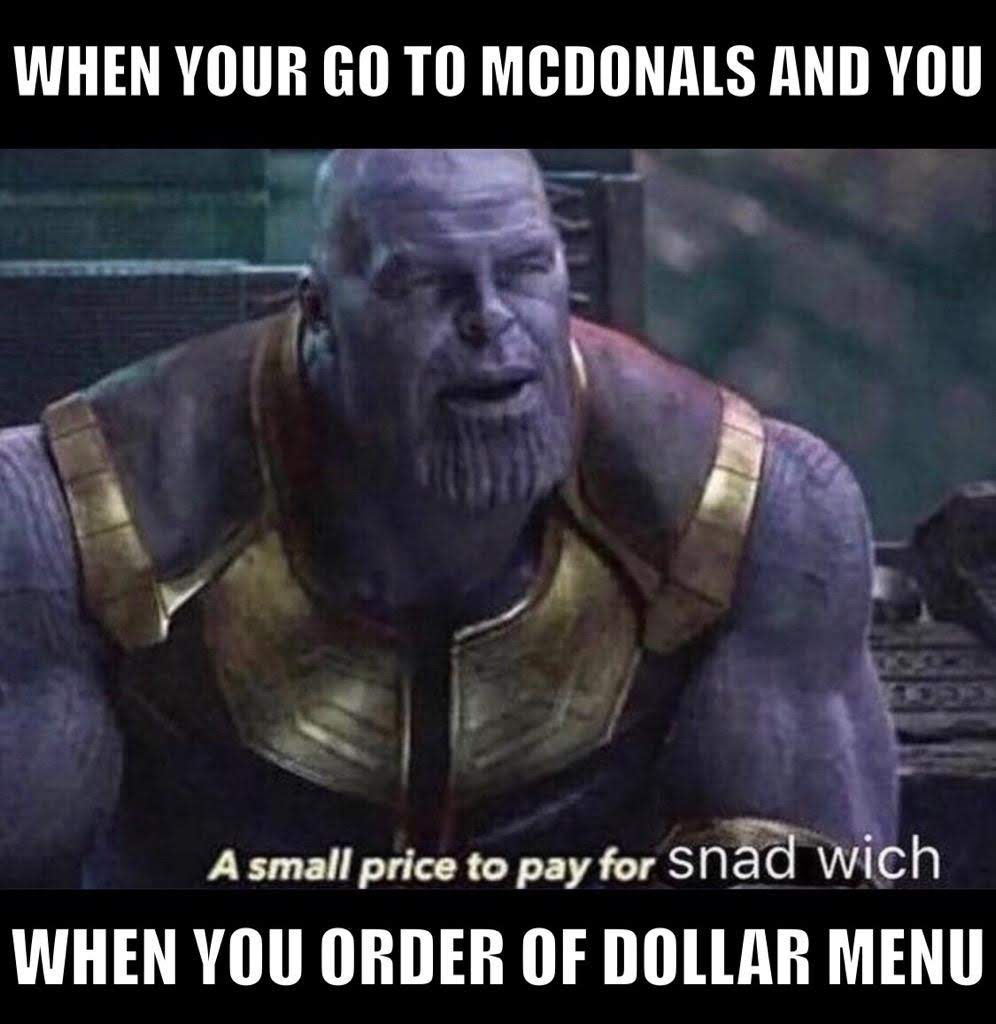 WHEN YOUR GO TO MCDONALS AND YOU
A small price to pay for snad wich
WHEN YOU ORDER OF DOLLAR MENU